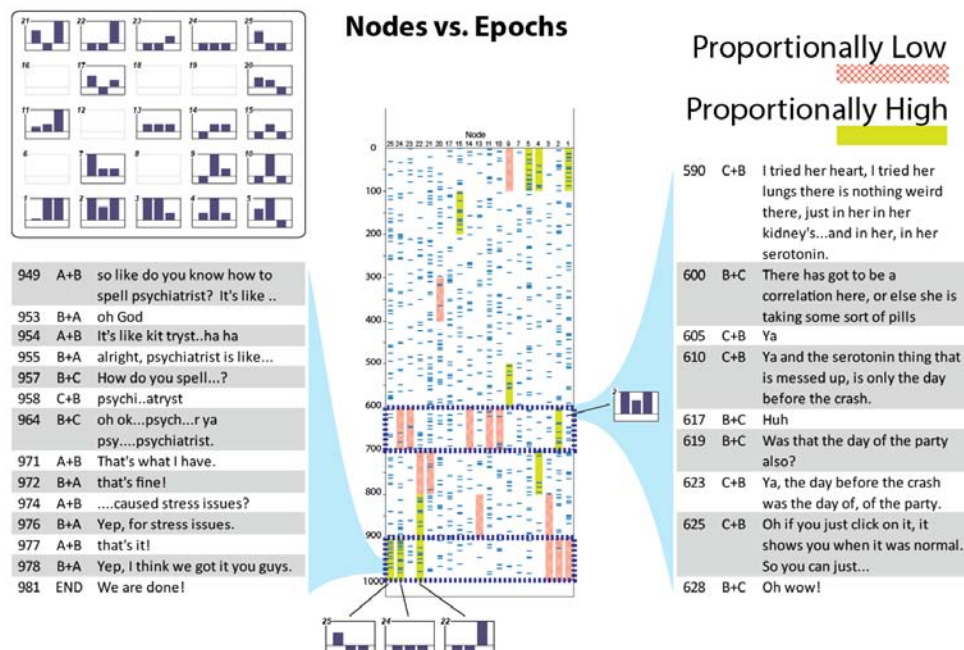 Nodes vs. Epochs
21 22 23 24 25
16 17 18 19 20
11 12 13 14 15
6 7 8 9 10
1 2 3 4 5
949 A+B so like do you know how to
spell psychiatrist? It's like ..
953 B+A oh God
954 A+B It's like kit tryst..ha ha
955 B+A alright, psychiatrist is like...
957 B+C How do you spell...?
958 C+B psychi..atryst
964 B+C oh ok...psych...r ya
psy....psychiatrist.
971 A+B That's what I have.
972 B+A that's fine!
974 A+B ....caused stress issues?
976 B+A Yep, for stress issues.
977 A+B that's it!
978 B+A Yep, I think we got it you guys.
981 END We are done!
Node
25 24 23 22 21 20 17 15 14 13 11 10 9 7 5 4 3 2 1
0
100
200
300
400
500
600
700
800
900
1000
25 24 22
Proportionally Low
Proportionally High
590 C+B I tried her heart, I tried her
lungs there is nothing weird
there, just in her in her
kidney's...and in her, in her
serotonin.
600 B+C There has got to be a
correlation here, or else she is
taking some sort of pills
605 C+B Ya
610 C+B Ya and the serotonin thing that
is messed up, is only the day
before the crash.
617 B+C Huh
619 B+C Was that the day of the party
also?
623 C+B Ya, the day before the crash
was the day of, of the party.
625 C+B Oh if you just click on it, it
shows you when it was normal.
So you can just...
628 B+C Oh wow!